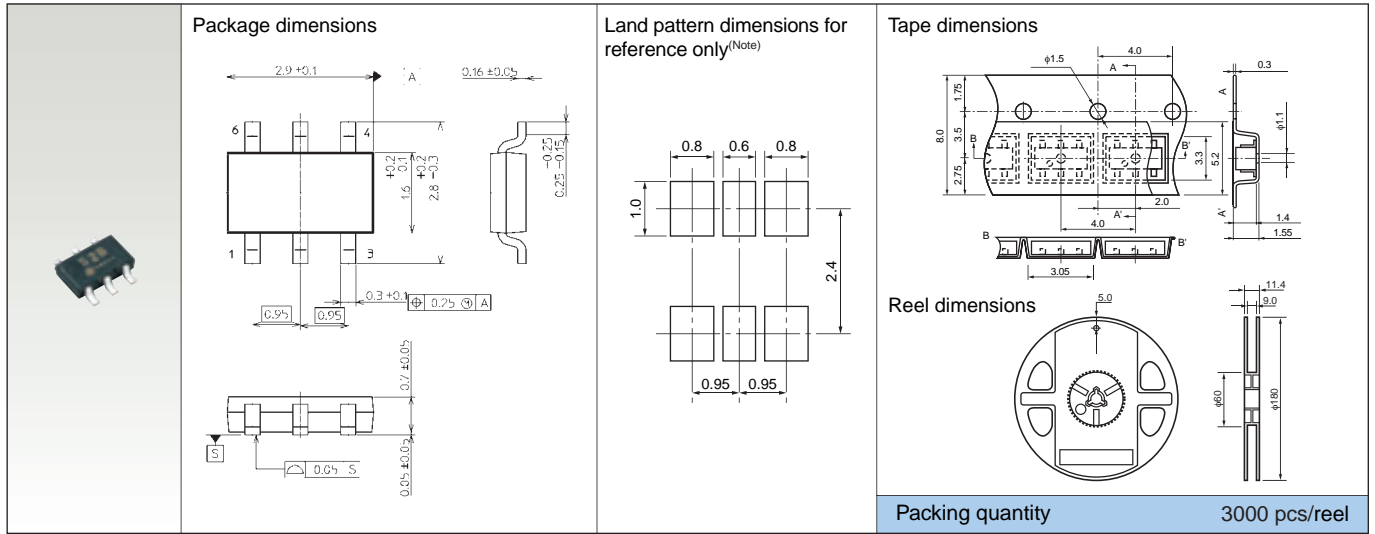 Package dimensions
2.9 +0.1
A
0.16 ±0.05
6
4
+0.2
1.6 0.1
+0.2
2.8 -0.3
-0.25
0.25 -0.15
1
3
0.3 +0.1
0.25 M A
0.95
0.95
0.7 ±0.05
S
0.05 S
0.05 ±0.05
Land pattern dimensions for
reference only(Note)
0.8
0.6
0.8
1.0
2.4
0.95
0.95
Tape dimensions
4.0
φ1.5
A
0.3
1.75
A
8.0
3.5
φ1.1
B
B'
3.3
5.2
2.75
2.0
A'
4.0
A'
1.4
1.55
B
B'
3.05
Reel dimensions
5.0
11.4
9.0
φ60
φ180
Packing quantity
3000 pcs/reel